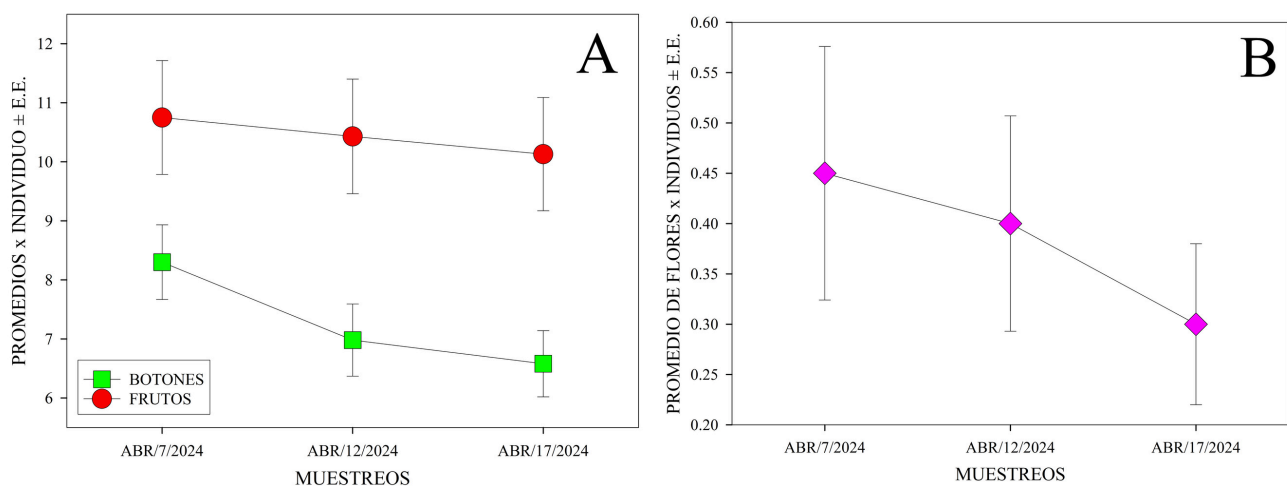 A
PROMEDIOS x INDIVIDUO ± E.E.
12
11
10
9
8
7
6
BOTONES
FRUTOS
ABR/7/2024
ABR/12/2024
ABR/17/2024
MUESTREOS
B
PROMEDIO DE FLORES x INDIVIDUOS ± E.E.
0.60
0.55
0.50
0.45
0.40
0.35
0.30
0.25
0.20
ABR/7/2024
ABR/12/2024
ABR/17/2024
MUESTREOS